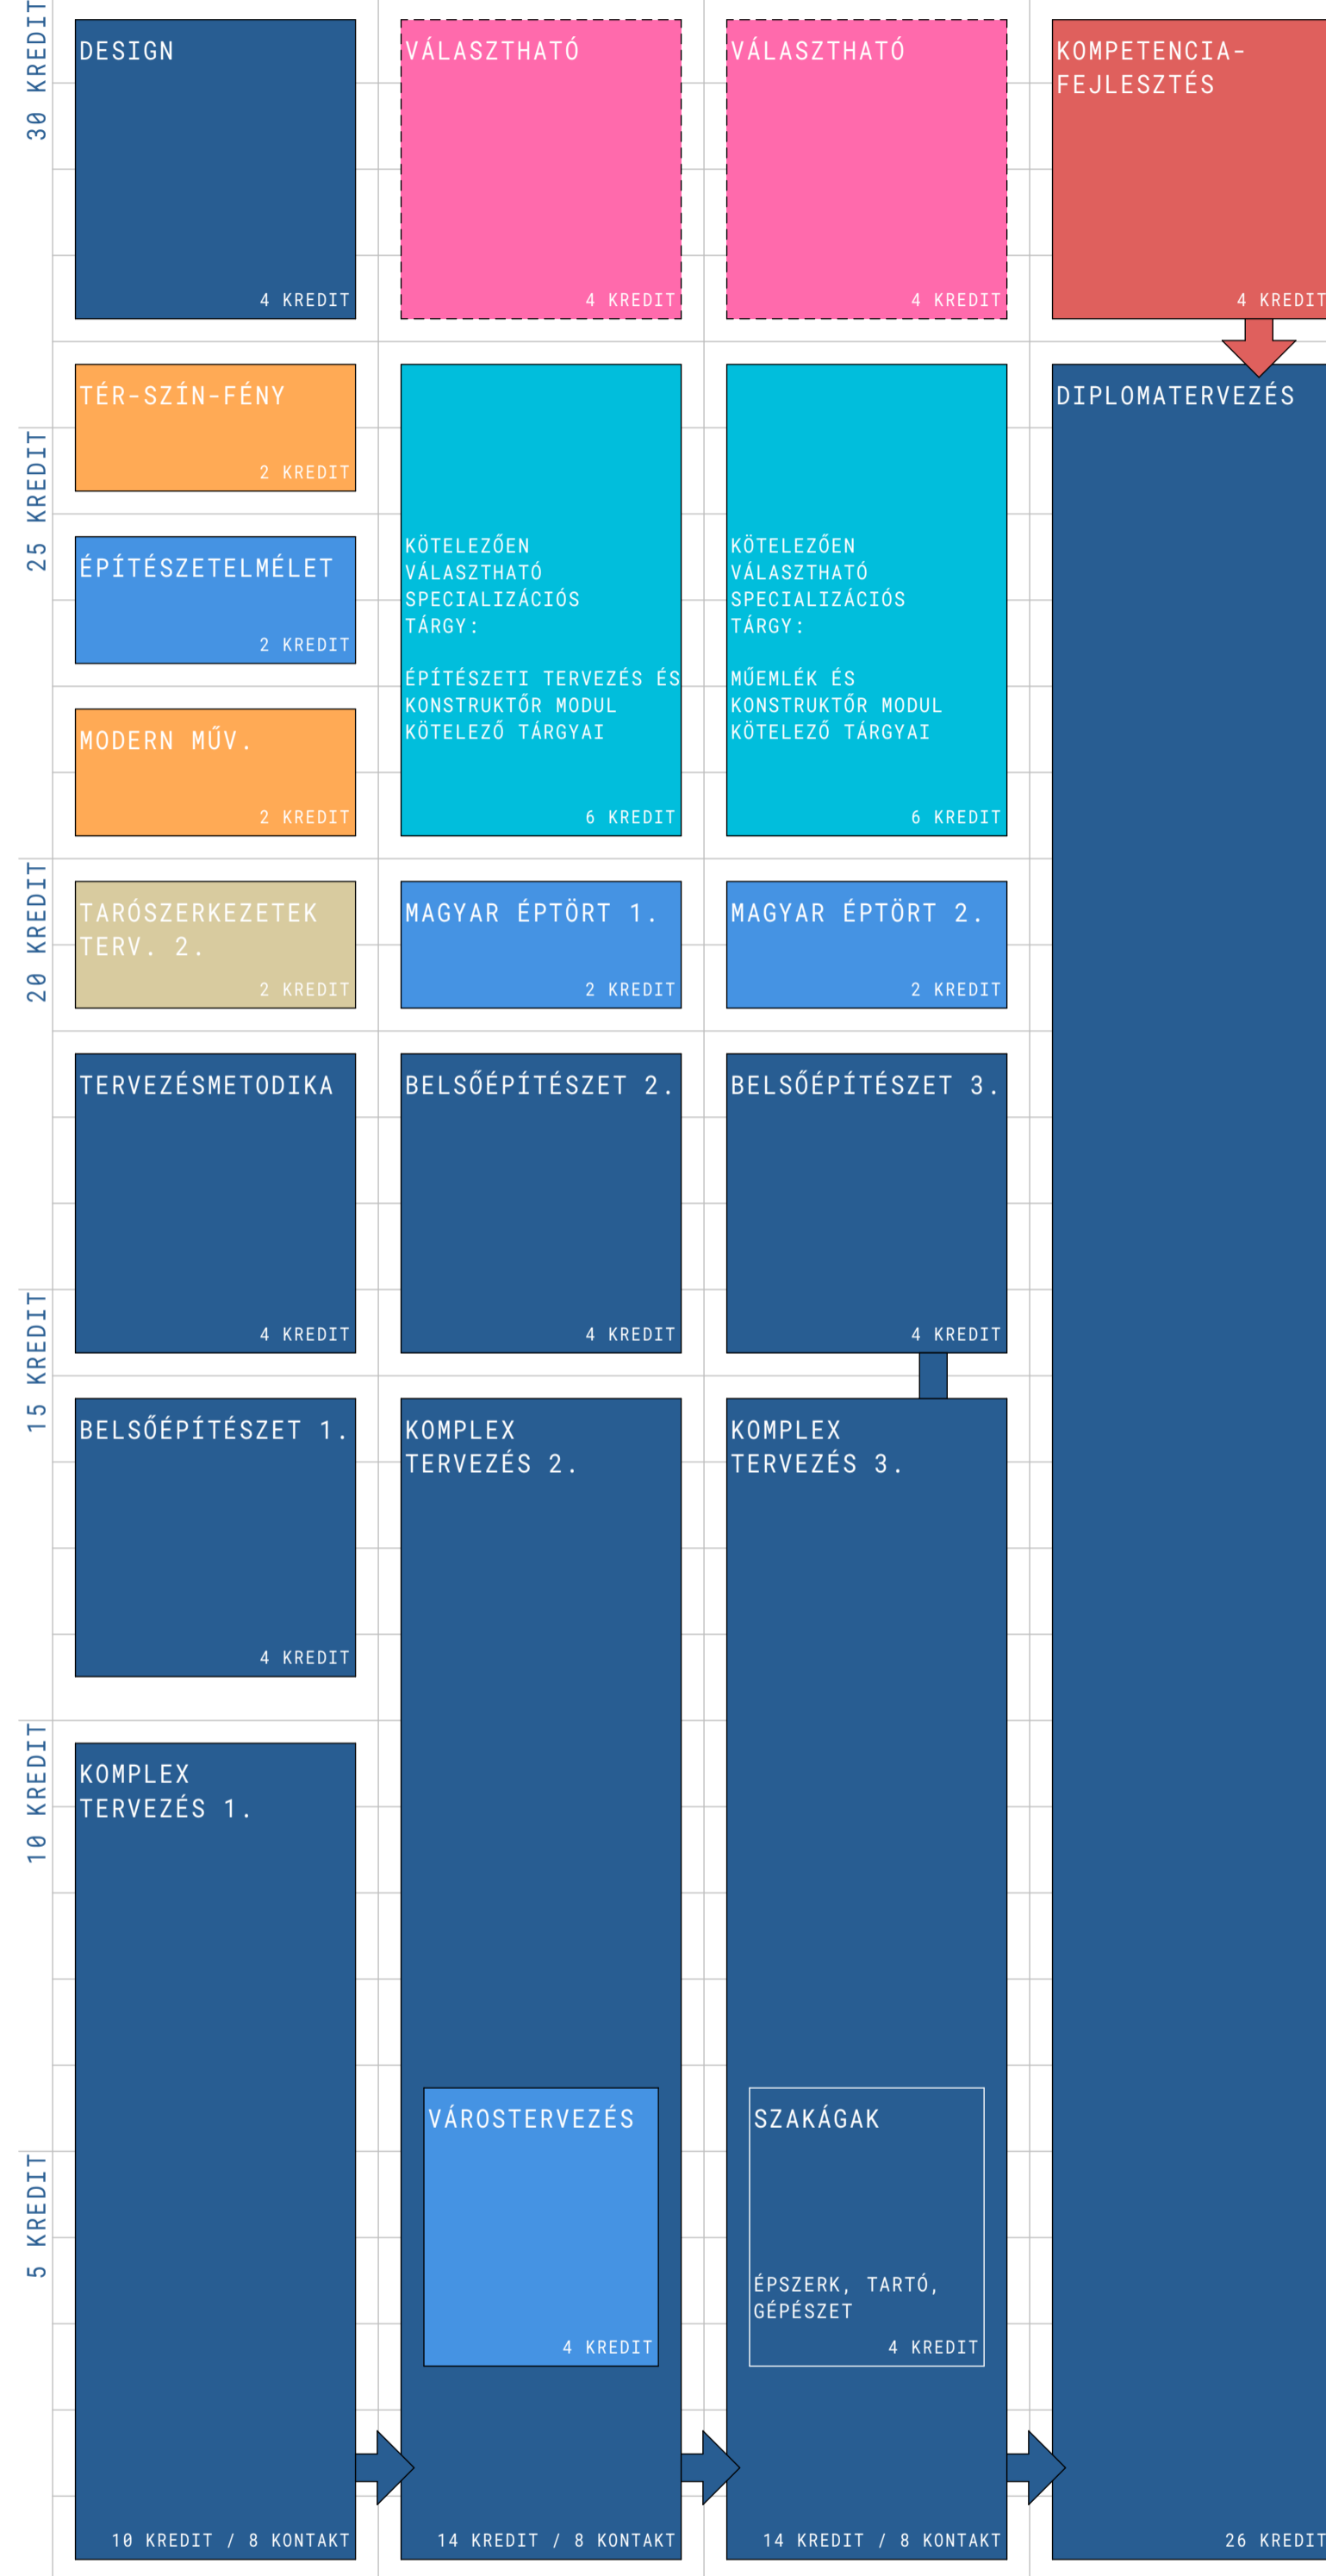 30 KREDIT
25 KREDIT
20 KREDIT
15 KREDIT
10 KREDIT
5 KREDIT
DESIGN
4 KREDIT
TÉR-SZÍN-FÉNY
2 KREDIT
ÉPÍTÉSZETELMÉLET
2 KREDIT
MODERN MŰV.
2 KREDIT
TARÓSZERKEZETEK
TERV. 2.
2 KREDIT
TERVEZÉSMETODIKA
4 KREDIT
BELSŐÉPÍTÉSZET 1.
4 KREDIT
KOMPLEX
TERVEZÉS 1.
10 KREDIT / 8 KONTAKT
VÁLASZTHATÓ
4 KREDIT
KÖTELEZŐEN
VÁLASZTHATÓ
SPECIALIZÁCIÓS
TÁRGY:
ÉPÍTÉSZETI TERVEZÉS ÉS
KONSTRUKTŐR MODUL
KÖTELEZŐ TÁRGYAI
6 KREDIT
MAGYAR ÉPTÖRT 1.
2 KREDIT
BELSŐÉPÍTÉSZET 2.
4 KREDIT
KOMPLEX
TERVEZÉS 2.
VÁROSTERVEZÉS
4 KREDIT
14 KREDIT / 8 KONTAKT
VÁLASZTHATÓ
4 KREDIT
KÖTELEZŐEN
VÁLASZTHATÓ
SPECIALIZÁCIÓS
TÁRGY:
MŰEMLÉK ÉS
KONSTRUKTŐR MODUL
KÖTELEZŐ TÁRGYAI
6 KREDIT
MAGYAR ÉPTÖRT 2.
2 KREDIT
BELSŐÉPÍTÉSZET 3.
4 KREDIT
KOMPLEX
TERVEZÉS 3.
SZAKÁGAK
ÉPSZERK, TARTÓ,
GÉPÉSZET
4 KREDIT
14 KREDIT / 8 KONTAKT
KOMPETENCIA-
FEJLESZTÉS
4 KREDIT
DIPLOMATERVEZÉS
26 KREDIT